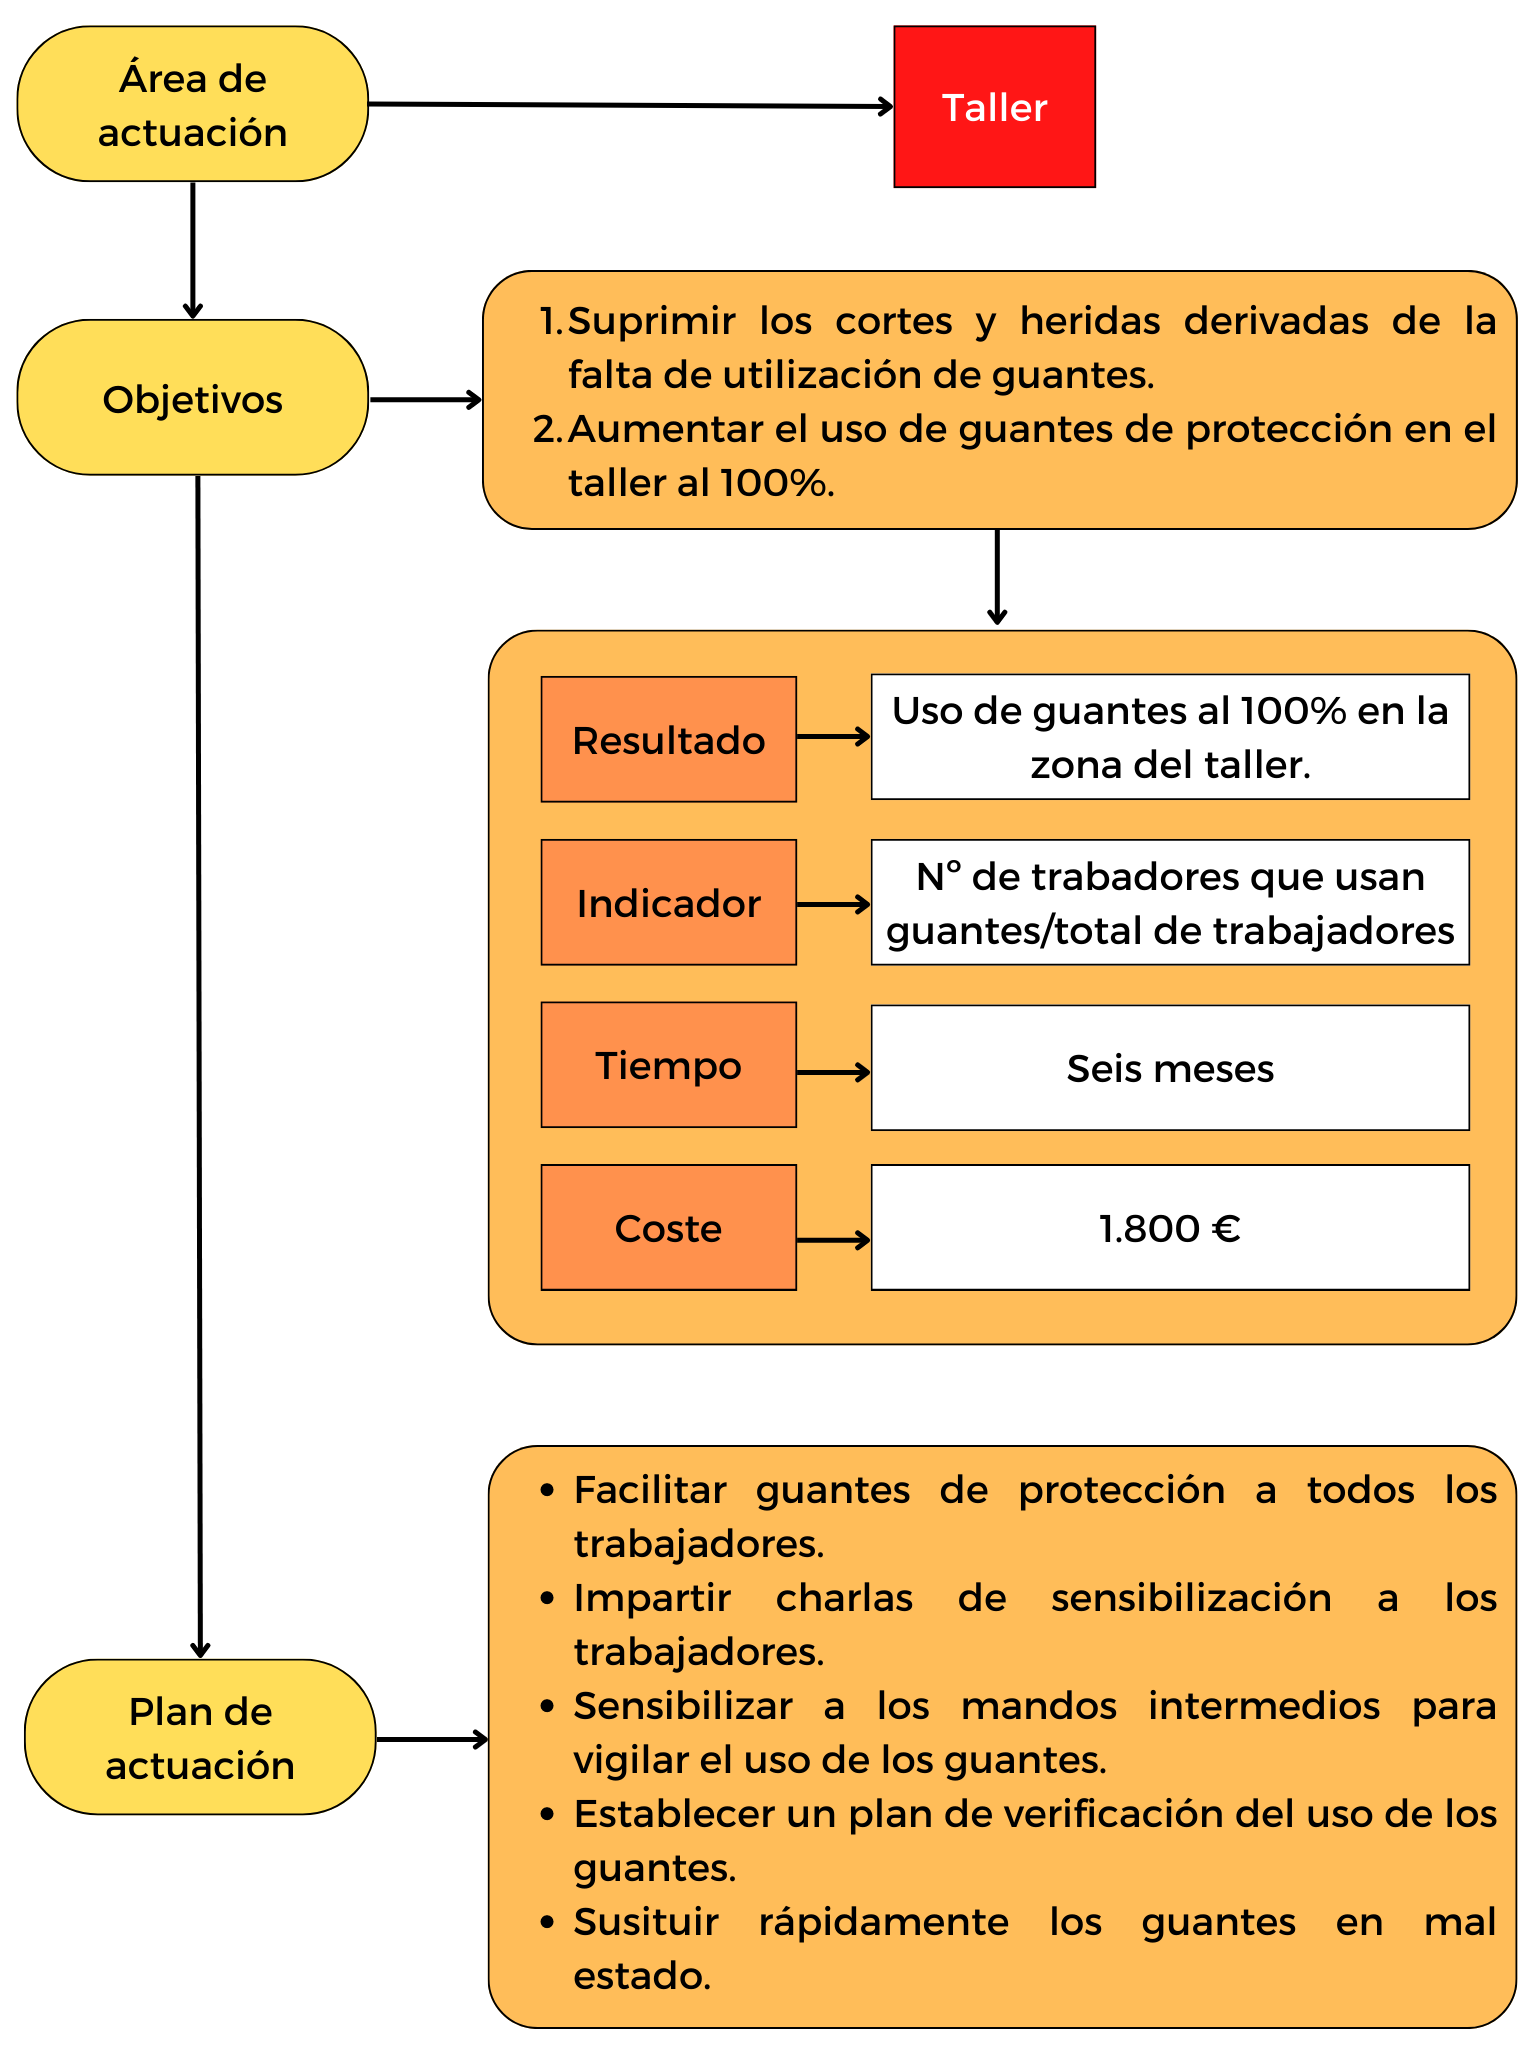 Área de
actuación
Taller
Objetivos
1. Suprimir los cortes y heridas derivadas de la
falta de utilización de guantes.
2. Aumentar el uso de guantes de protección en el
taller al 100%.
Resultado
Uso de guantes al 100% en la
zona del taller.
Indicador
Nº de trabadores que usan
guantes/total de trabajadores
Tiempo
Seis meses
Coste
1.800 €
Plan de
actuación
• Facilitar guantes de protección a todos los
trabajadores.
• Impartir charlas de sensibilización a los
trabajadores.
• Sensibilizar a los mandos intermedios para
vigilar el uso de los guantes.
• Establecer un plan de verificación del uso de los
guantes.
• Susituir rápidamente los guantes en mal
estado.